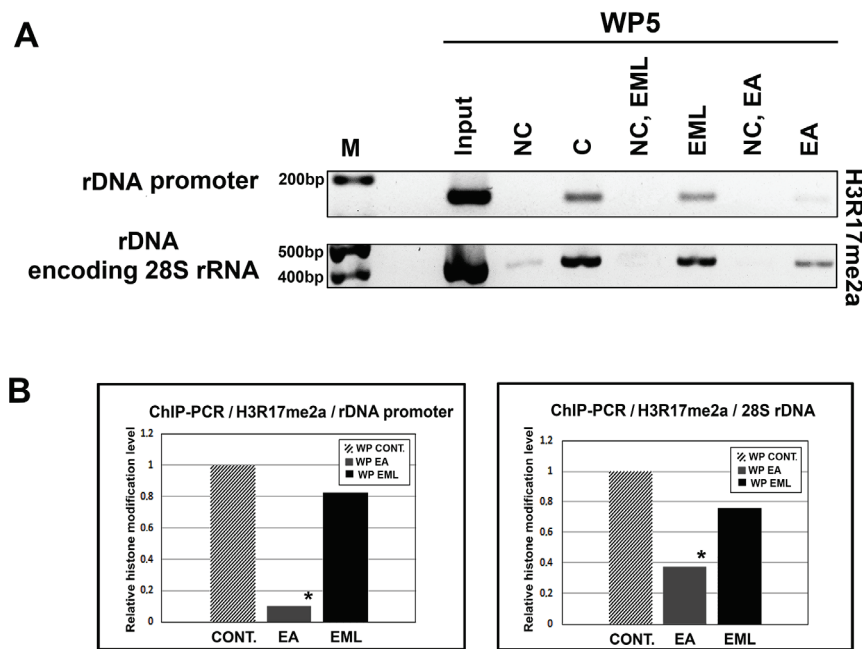 A
WP5
M
Input
NC
C
NC, EML
EML
NC, EA
EA
rDNA promoter
200bp
H3R17me2a
rDNA
encoding 28S rRNA
500bp
400bp
B
ChIP-PCR / H3R17me2a / rDNA promoter
Relative histone modification level
1.2
1
0.8
0.6
0.4
0.2
0
WP CONT.
WP EA
WP EML
*
CONT.
EA
EML
ChIP-PCR / H3R17me2a / 28S rDNA
Relative histone modification level
1.2
1
0.8
0.6
0.4
0.2
0
WP CONT.
WP EA
WP EML
*
CONT.
EA
EML